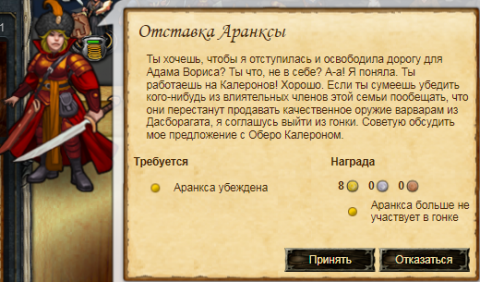 1
Отставка Аранксы
Ты хочешь, чтобы я отступилась и освободила дорогу для
Адама Вориса? Ты что, не в себе? А-а! Я поняла. Ты
работаешь на Калеронов! Хорошо. Если ты сумеешь убедить
кого-нибудь из влиятельных членов этой семьи пообещать, что
они перестанут продавать качественное оружие варварам из
Дасборагата, я соглашусь выйти из гонки. Советую обсудить
мое предложение с Оберо Калероном.
Требуется
Награда
Аранкса убеждена
8 0 0
Аранкса больше не
участвует в гонке
Принять Отказаться